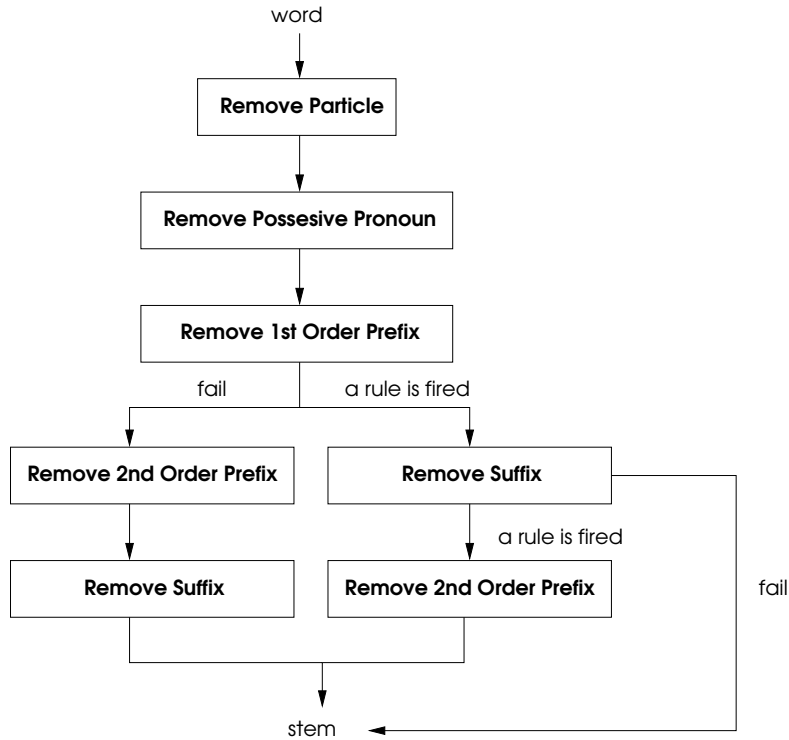 word
Remove Particle
Remove Possesive Pronoun
Remove 1st Order Prefix
fail
a rule is fired
Remove 2nd Order Prefix
Remove Suffix
a rule is fired
Remove Suffix
Remove 2nd Order Prefix
fail
stem